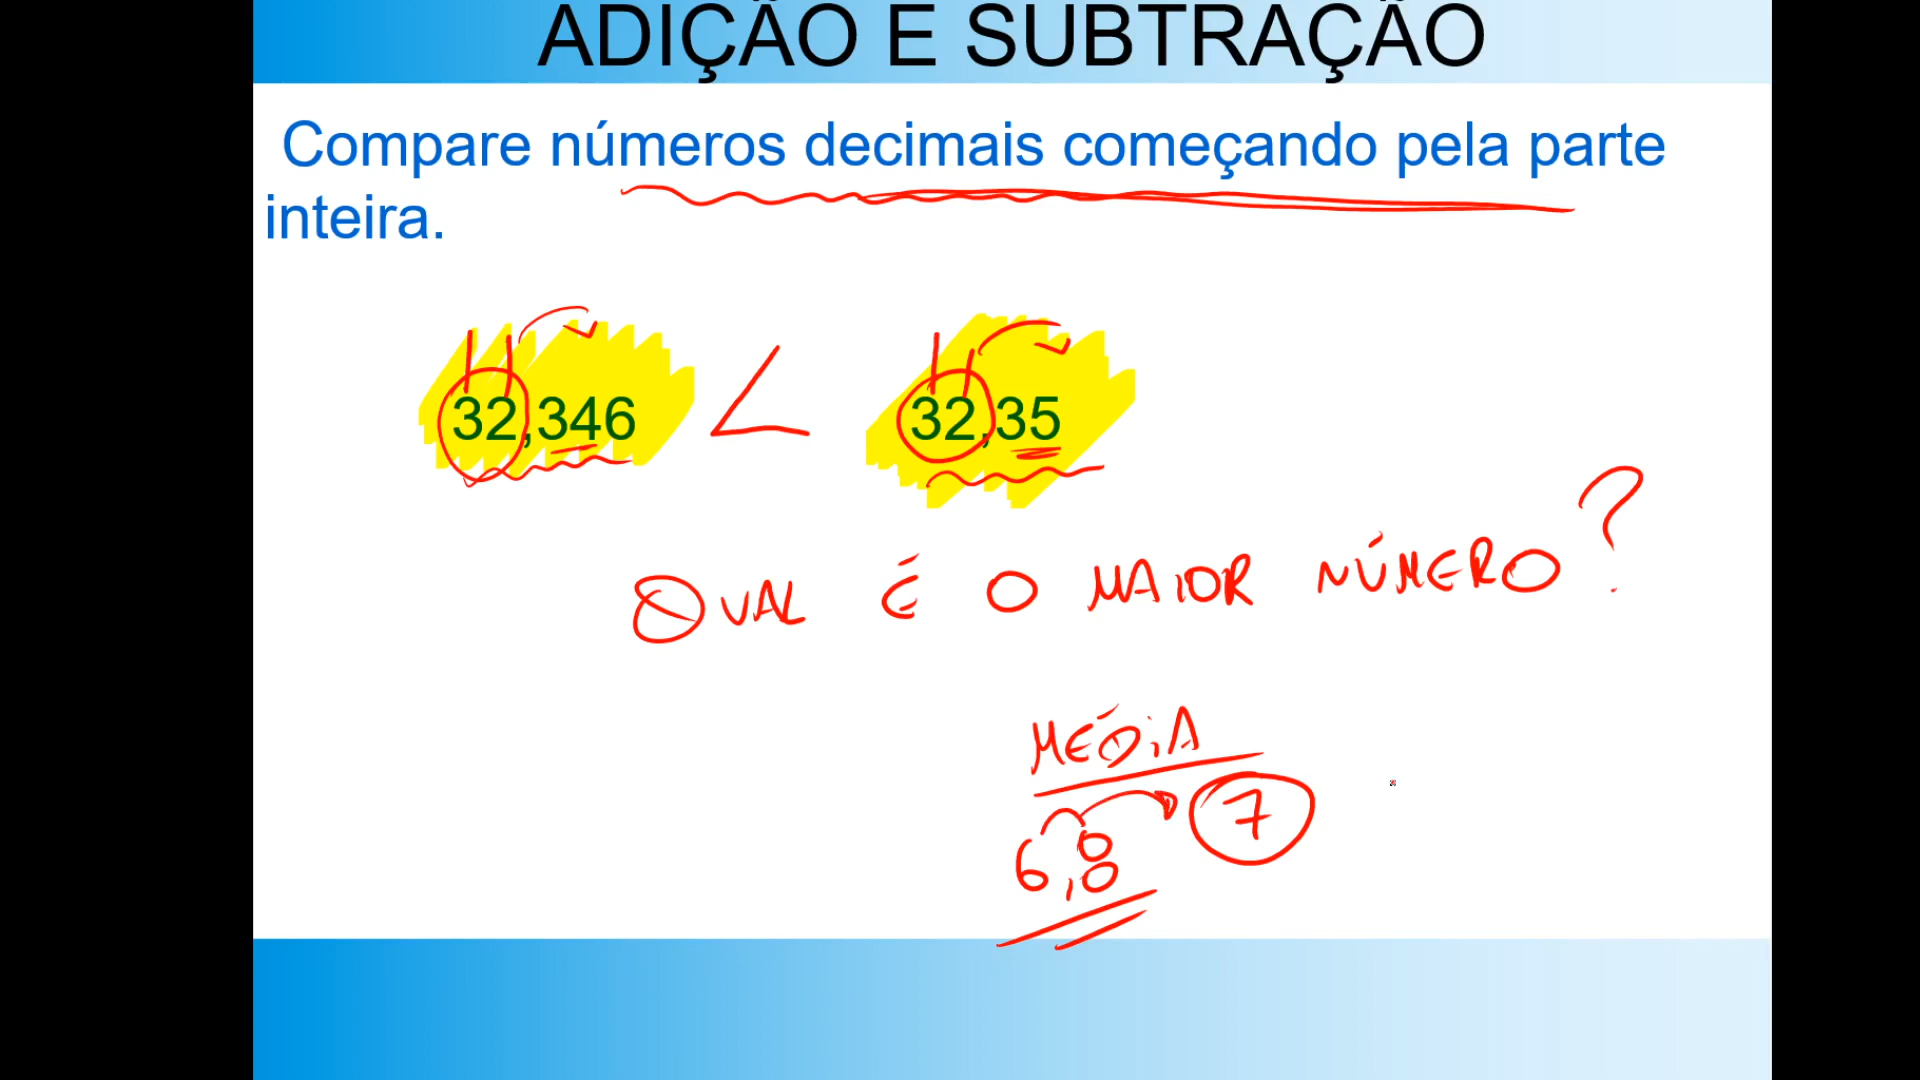 ADIÇÃO E SUBTRAÇÃO
Compare números decimais começando pela parte
inteira.
32,346 < 32,35
QUAL É O MAIOR NÚMERO?
MÉDIA
6,8 7